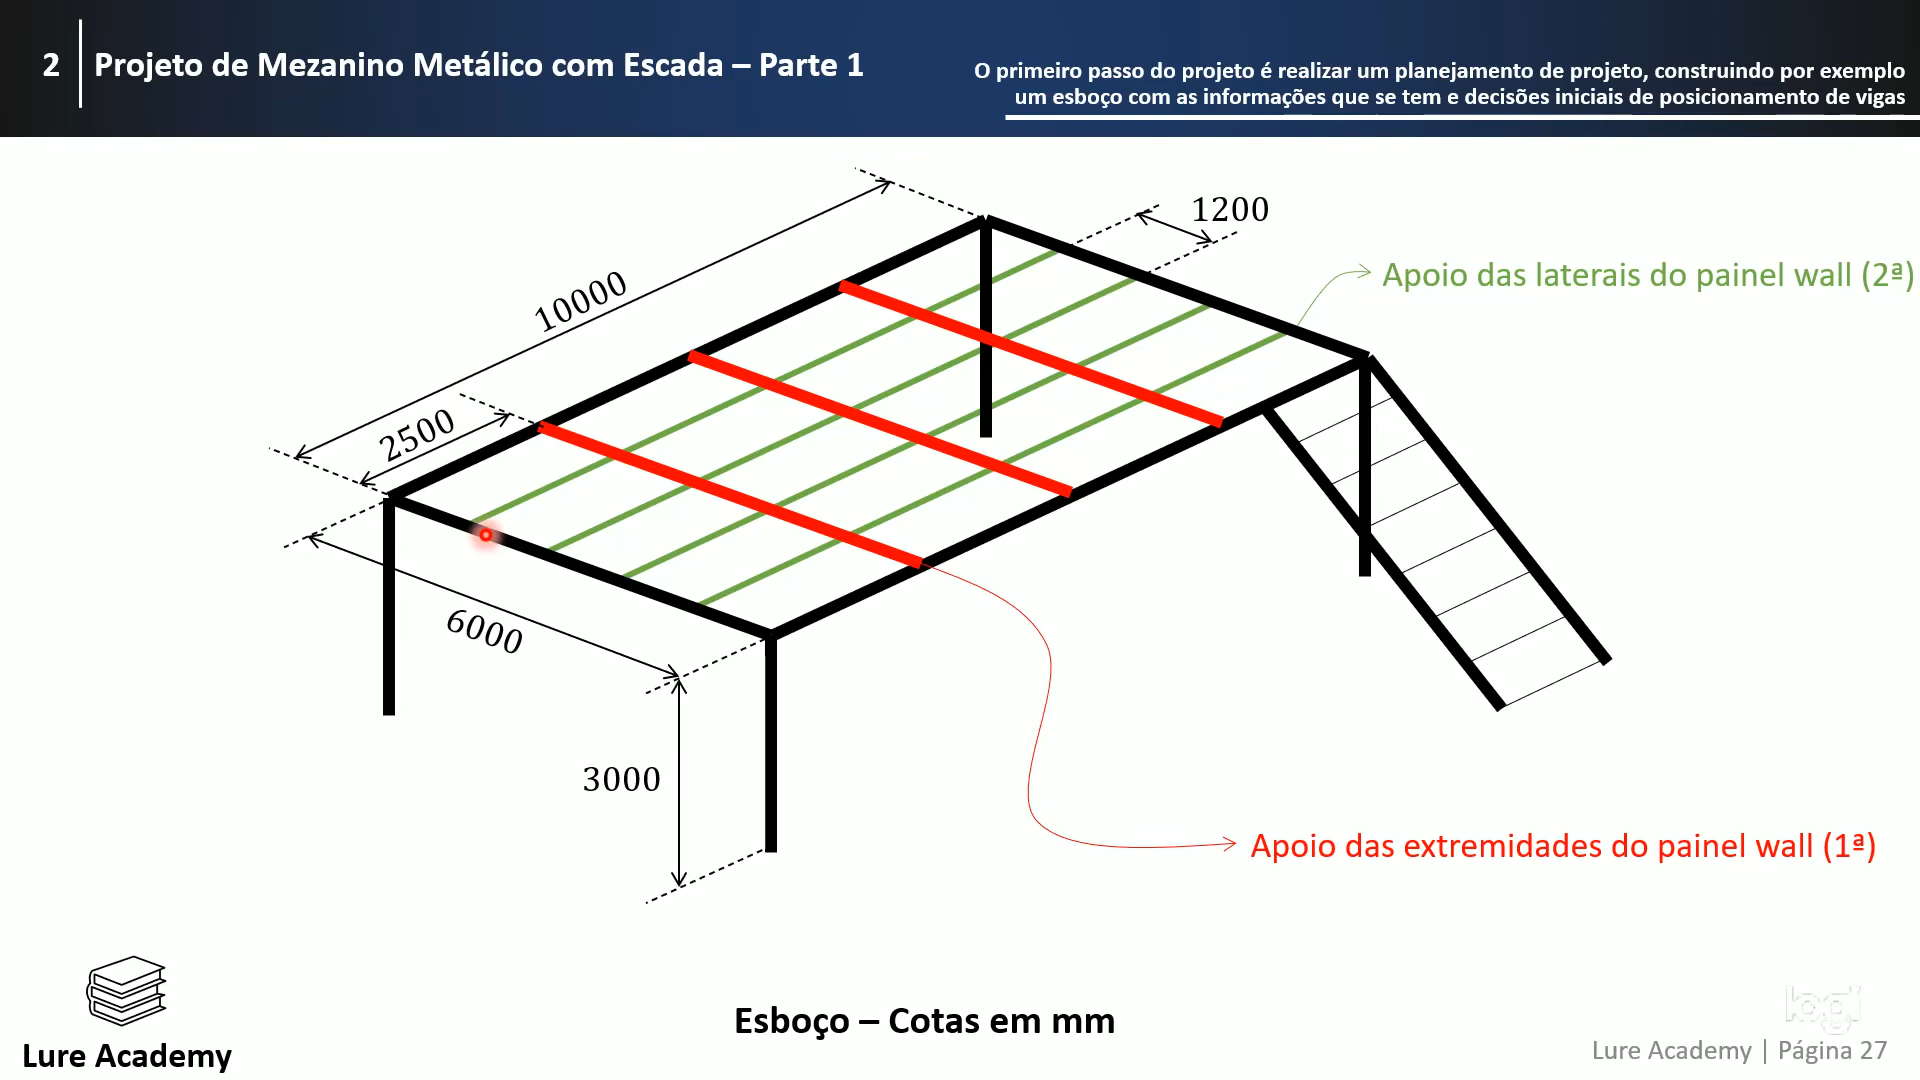 2
Projeto de Mezanino Metálico com Escada – Parte 1
O primeiro passo do projeto é realizar um planejamento de projeto, construindo por exemplo
um esboço com as informações que se tem e decisões iniciais de posicionamento de vigas
1200
Apoio das laterais do painel wall (2ª)
10000
2500
6000
3000
Apoio das extremidades do painel wall (1ª)
Esboço – Cotas em mm
Lure Academy
logi
Lure Academy | Página 27